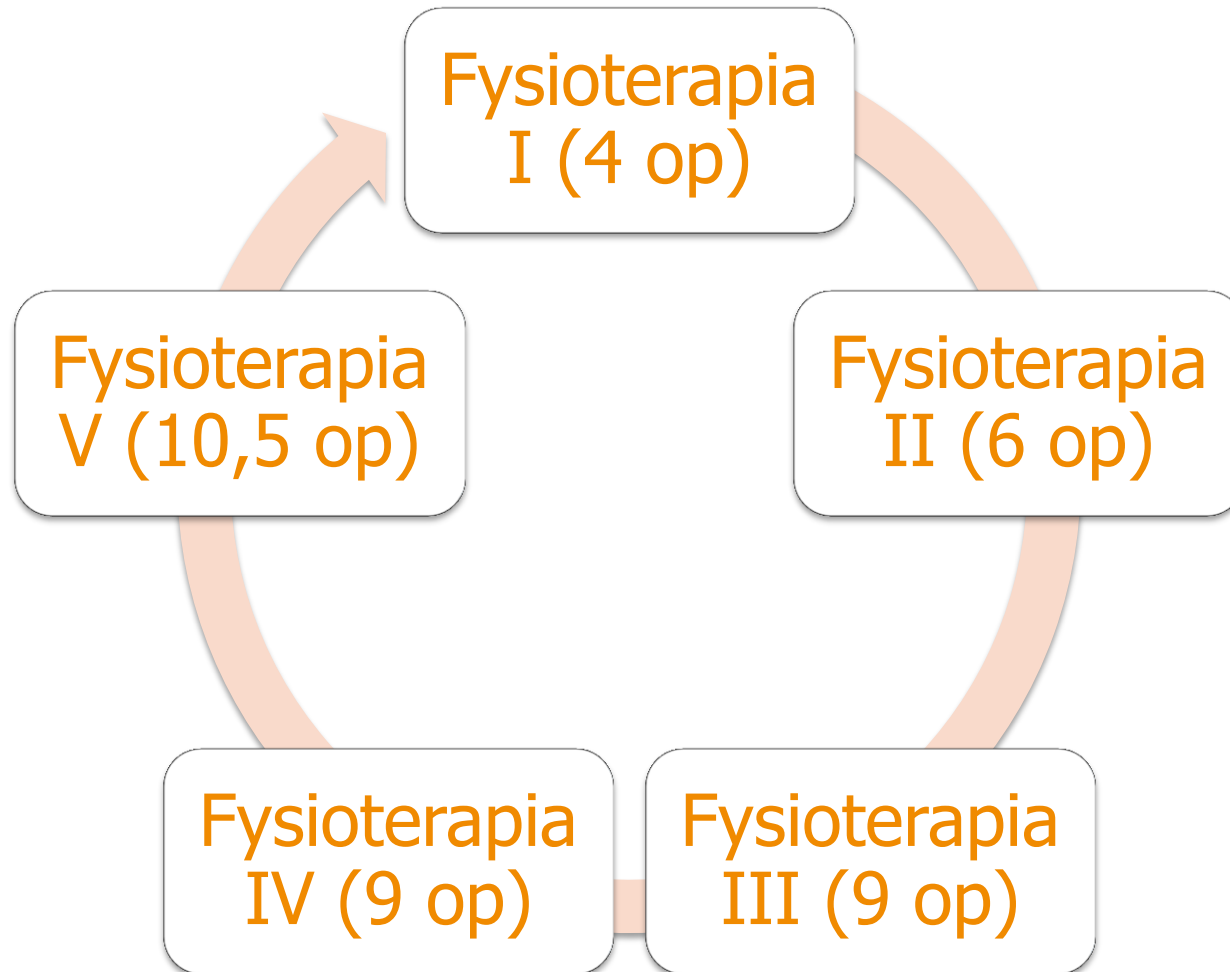 Fysioterapia
I (4 op)
Fysioterapia
II (6 op)
Fysioterapia
III (9 op)
Fysioterapia
IV (9 op)
Fysioterapia
V (10,5 op)